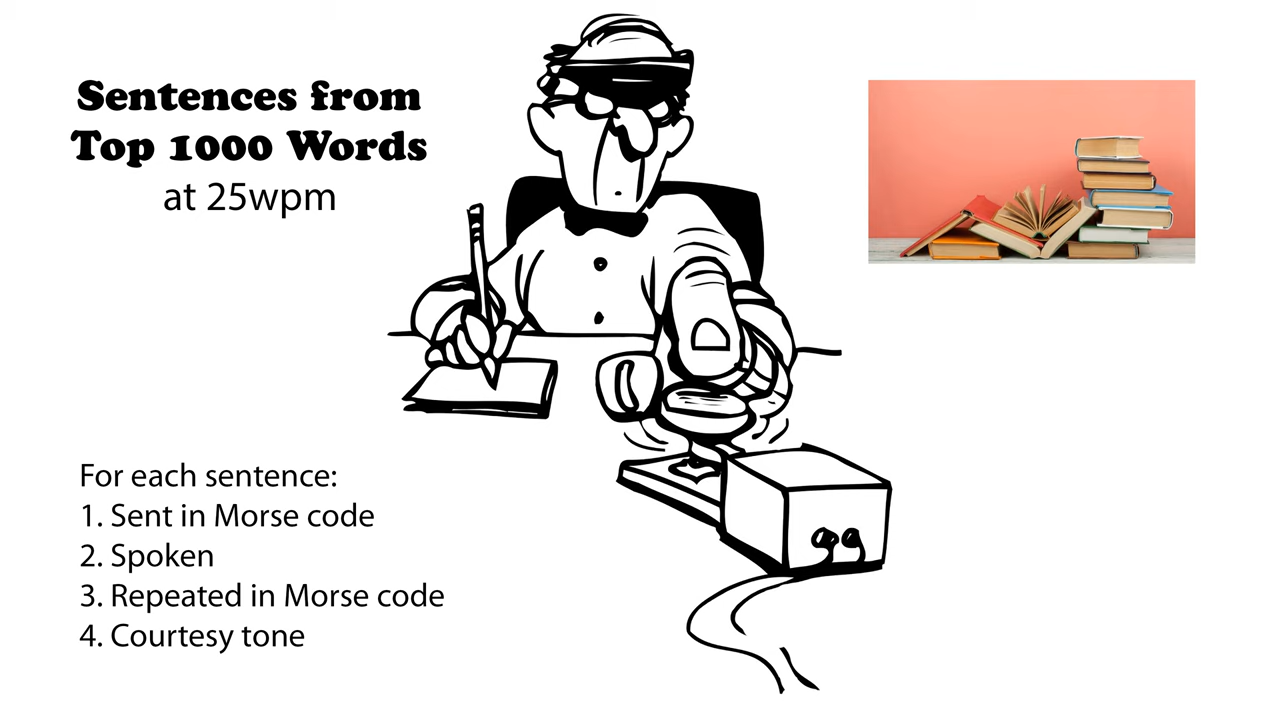 Sentences from
Top 1000 Words
at 25wpm
For each sentence:
1. Sent in Morse code
2. Spoken
3. Repeated in Morse code
4. Courtesy tone